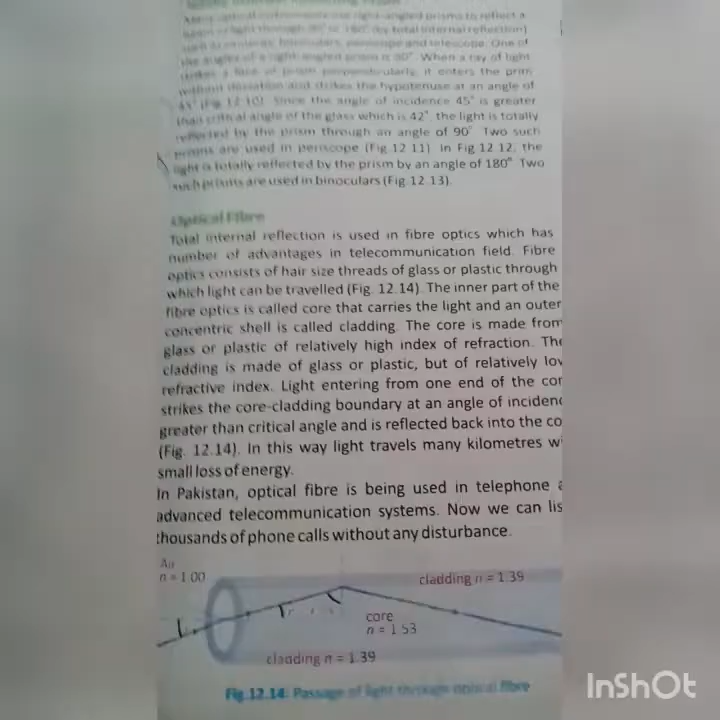 optical instruments use right-angled prisms to reflect a
beam of light through 90° or 180° (by total internal reflection)
such as cameras, binoculars, periscope and telescope. One of
the angles of a right-angled prism is 90°. When a ray of light
strikes a face of prism perpendicularly, it enters the prim
without deviation and strikes the hypotenuse at an angle of
45° (Fig 12.10). Since the angle of incidence 45° is greater
than critical angle of the glass which is 42°, the light is totally
reflected by the prism through an angle of 90°. Two such
prisms are used in periscope (Fig 12.11). In Fig 12.12, the
light is totally reflected by the prism by an angle of 180°. Two
such prisms are used in binoculars (Fig 12.13).
Optical Fibre
Total internal reflection is used in fibre optics which has
number of advantages in telecommunication field. Fibre
optics consists of hair size threads of glass or plastic through
which light can be travelled (Fig. 12.14). The inner part of the
fibre optics is called core that carries the light and an outer
concentric shell is called cladding. The core is made from
glass or plastic of relatively high index of refraction. The
cladding is made of glass or plastic, but of relatively low
refractive index. Light entering from one end of the cor
strikes the core-cladding boundary at an angle of incidenc
greater than critical angle and is reflected back into the co
(Fig. 12.14). In this way light travels many kilometres wi
small loss of energy.
In Pakistan, optical fibre is being used in telephone a
advanced telecommunication systems. Now we can lis
thousands of phone calls without any disturbance.
Air
n = 1.00
cladding n = 1.39
core
n = 1.53
cladding n = 1.39
Fig.12.14: Passage of light through optical fibre
InShOt